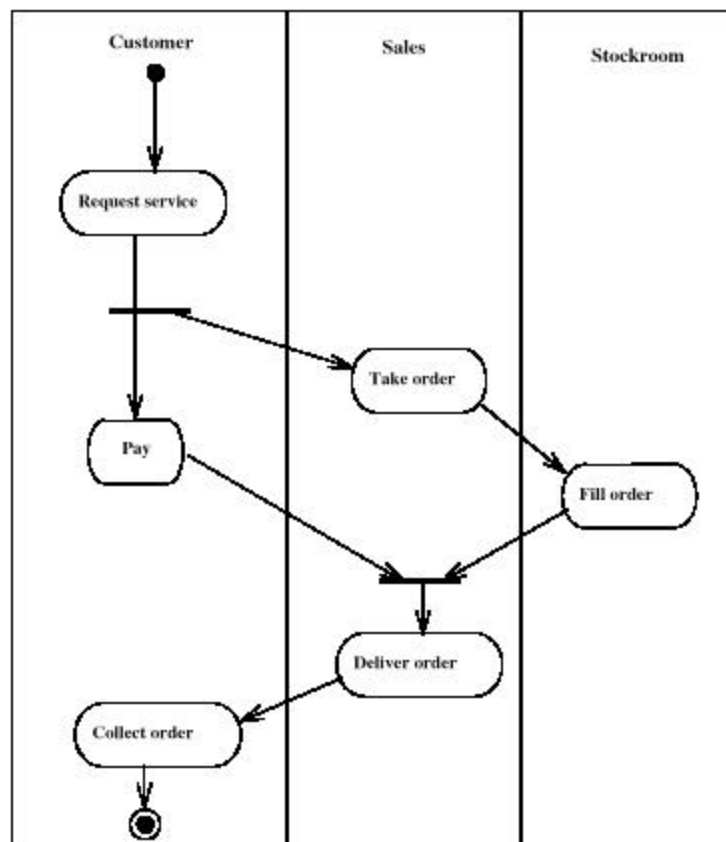 Customer
Sales
Stockroom
Request service
Take order
Pay
Fill order
Deliver order
Collect order